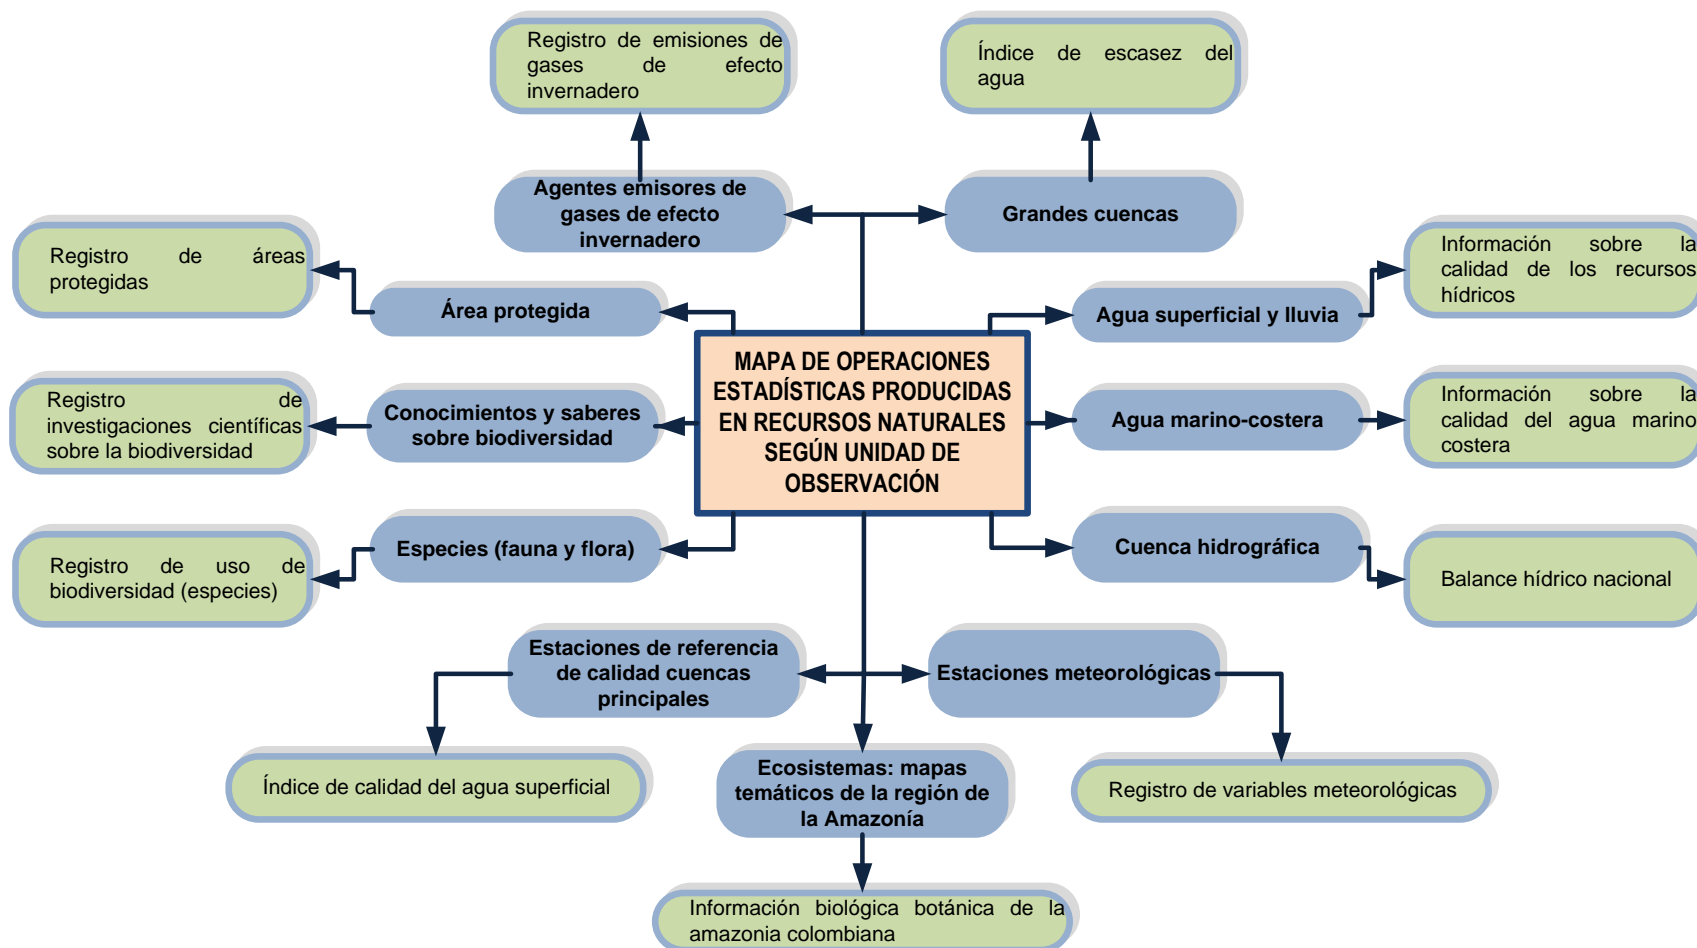 Registro de emisiones de
gases de efecto
invernadero
Índice de escasez del
agua
Agentes emisores de
gases de efecto
invernadero
Grandes cuencas
Registro de áreas
protegidas
Área protegida
Agua superficial y lluvia
Información sobre la
calidad de los recursos
hídricos
MAPA DE OPERACIONES
ESTADÍSTICAS PRODUCIDAS
EN RECURSOS NATURALES
SEGÚN UNIDAD DE
OBSERVACIÓN
Registro de
investigaciones científicas
sobre la biodiversidad
Conocimientos y saberes
sobre biodiversidad
Agua marino-costera
Información sobre la
calidad del agua marino
costera
Registro de uso de
biodiversidad (especies)
Especies (fauna y flora)
Cuenca hidrográfica
Balance hídrico nacional
Estaciones de referencia
de calidad cuencas
principales
Estaciones meteorológicas
Índice de calidad del agua superficial
Ecosistemas: mapas
temáticos de la región de
la Amazonía
Registro de variables meteorológicas
Información biológica botánica de la
amazonia colombiana